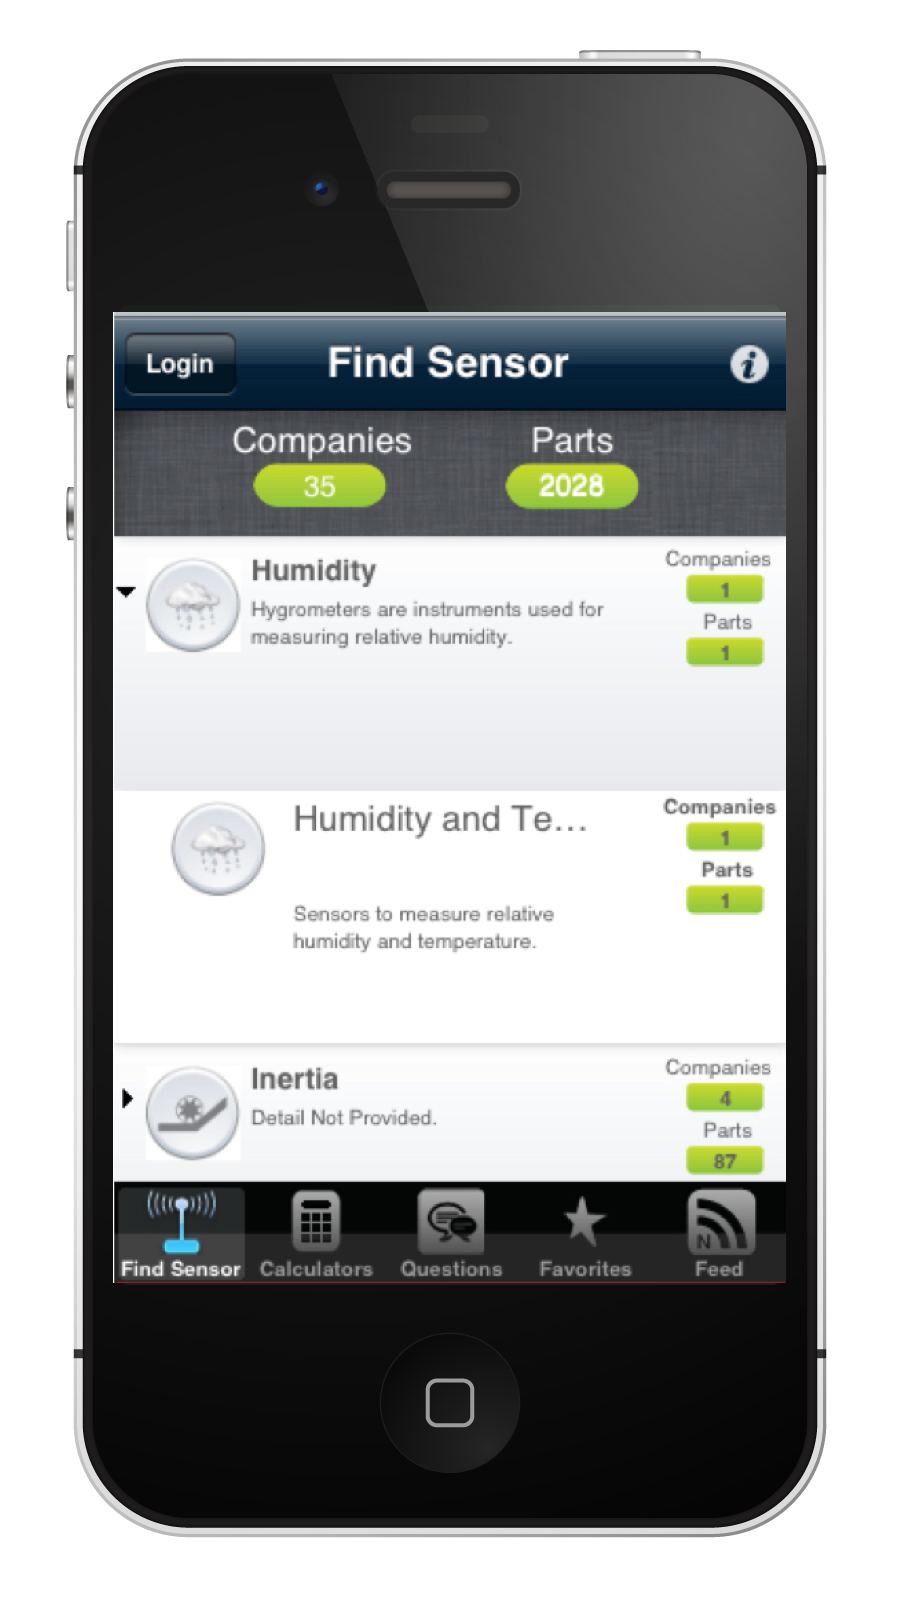 Login
Find Sensor
i
Companies
Parts
35
2028
Humidity
Hygrometers are instruments used for
measuring relative humidity.
Companies
1
Parts
1
Humidity and Te...
Sensors to measure relative
humidity and temperature.
Companies
1
Parts
1
Inertia
Detail Not Provided.
Companies
4
Parts
87
N
Find Sensor
Calculators
Questions
Favorites
Feed